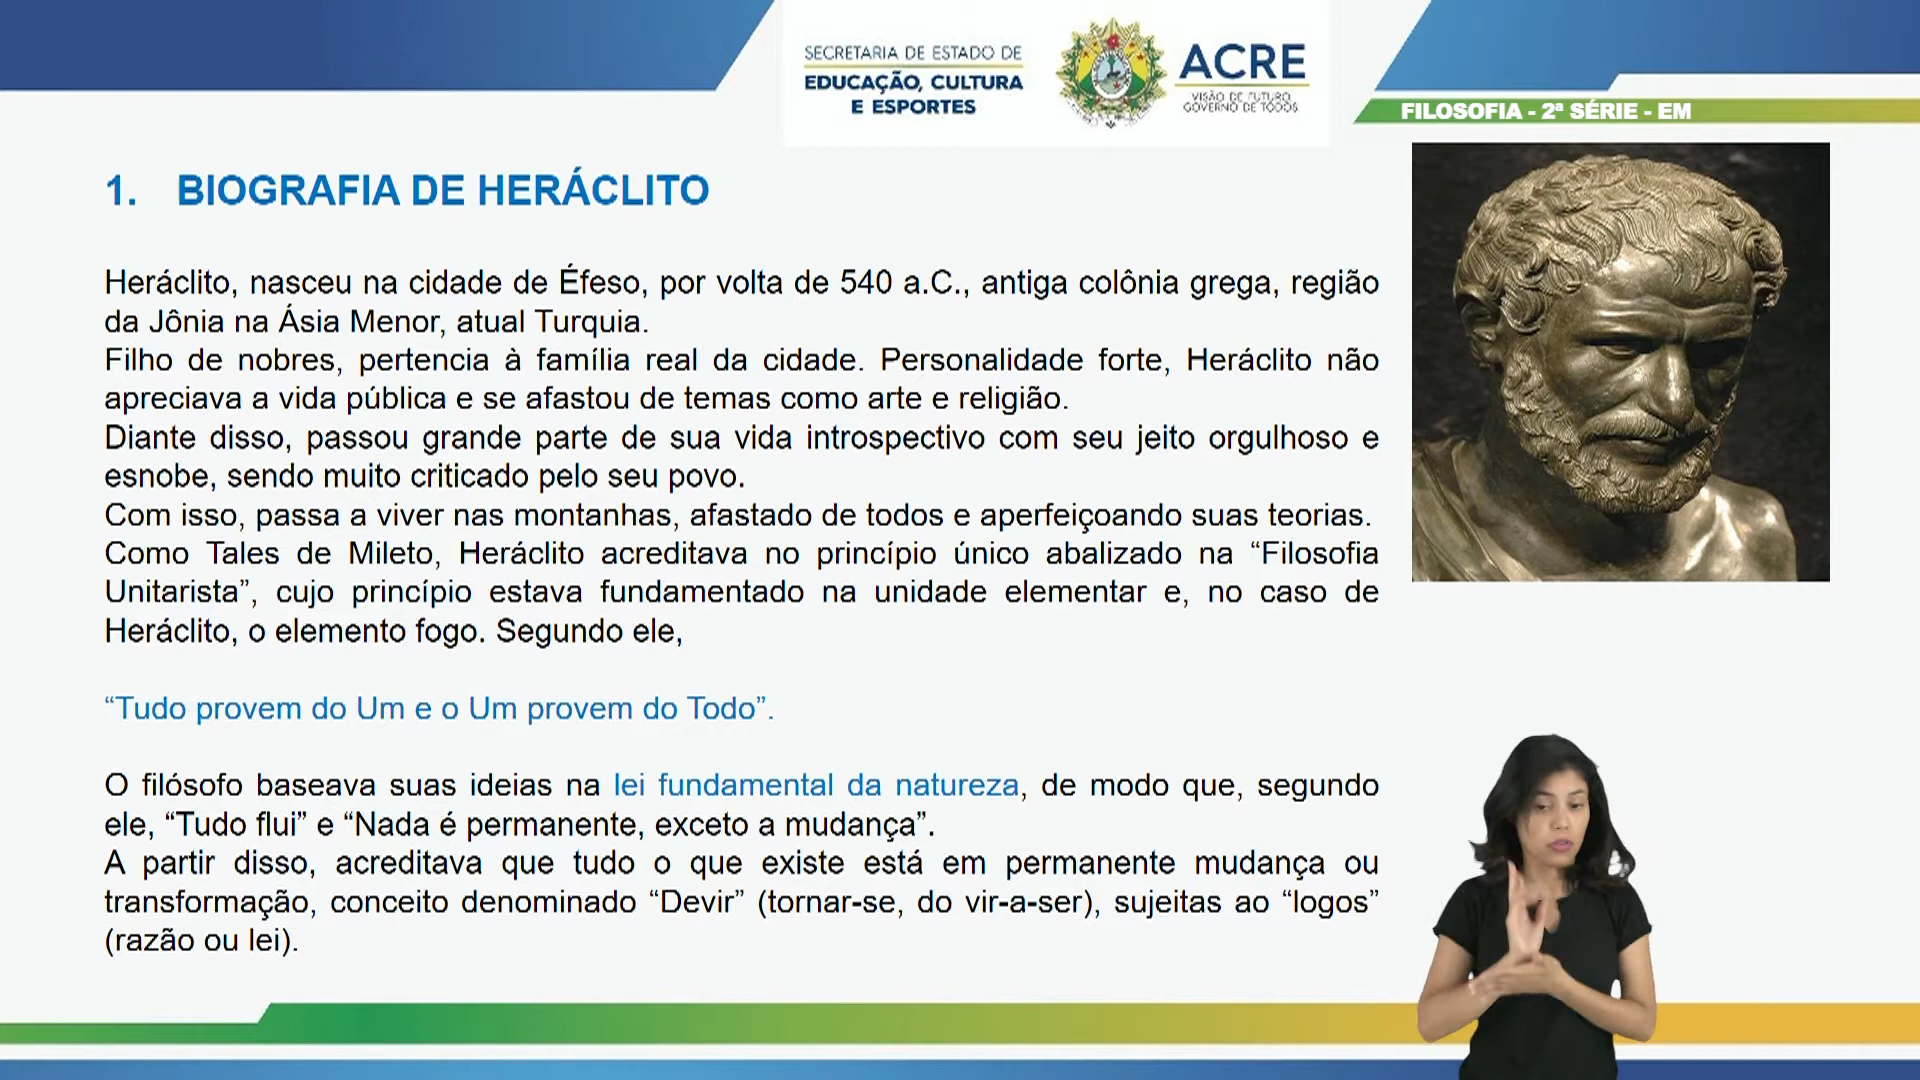 SECRETARIA DE ESTADO DE
EDUCAÇÃO, CULTURA
E ESPORTES
ACRE
VISÃO DE FUTURO,
GOVERNO DE TODOS
FILOSOFIA - 2ª SÉRIE - EM
1. BIOGRAFIA DE HERÁCLITO
Heráclito, nasceu na cidade de Éfeso, por volta de 540 a.C., antiga colônia grega, região
da Jônia na Ásia Menor, atual Turquia.
Filho de nobres, pertencia à família real da cidade. Personalidade forte, Heráclito não
apreciava a vida pública e se afastou de temas como arte e religião.
Diante disso, passou grande parte de sua vida introspectivo com seu jeito orgulhoso e
esnobe, sendo muito criticado pelo seu povo.
Com isso, passa a viver nas montanhas, afastado de todos e aperfeiçoando suas teorias.
Como Tales de Mileto, Heráclito acreditava no princípio único abalizado na “Filosofia
Unitarista”, cujo princípio estava fundamentado na unidade elementar e, no caso de
Heráclito, o elemento fogo. Segundo ele,
“Tudo provem do Um e o Um provem do Todo”.
O filósofo baseava suas ideias na lei fundamental da natureza, de modo que, segundo
ele, “Tudo flui” e “Nada é permanente, exceto a mudança”.
A partir disso, acreditava que tudo o que existe está em permanente mudança ou
transformação, conceito denominado “Devir” (tornar-se, do vir-a-ser), sujeitas ao “logos”
(razão ou lei).